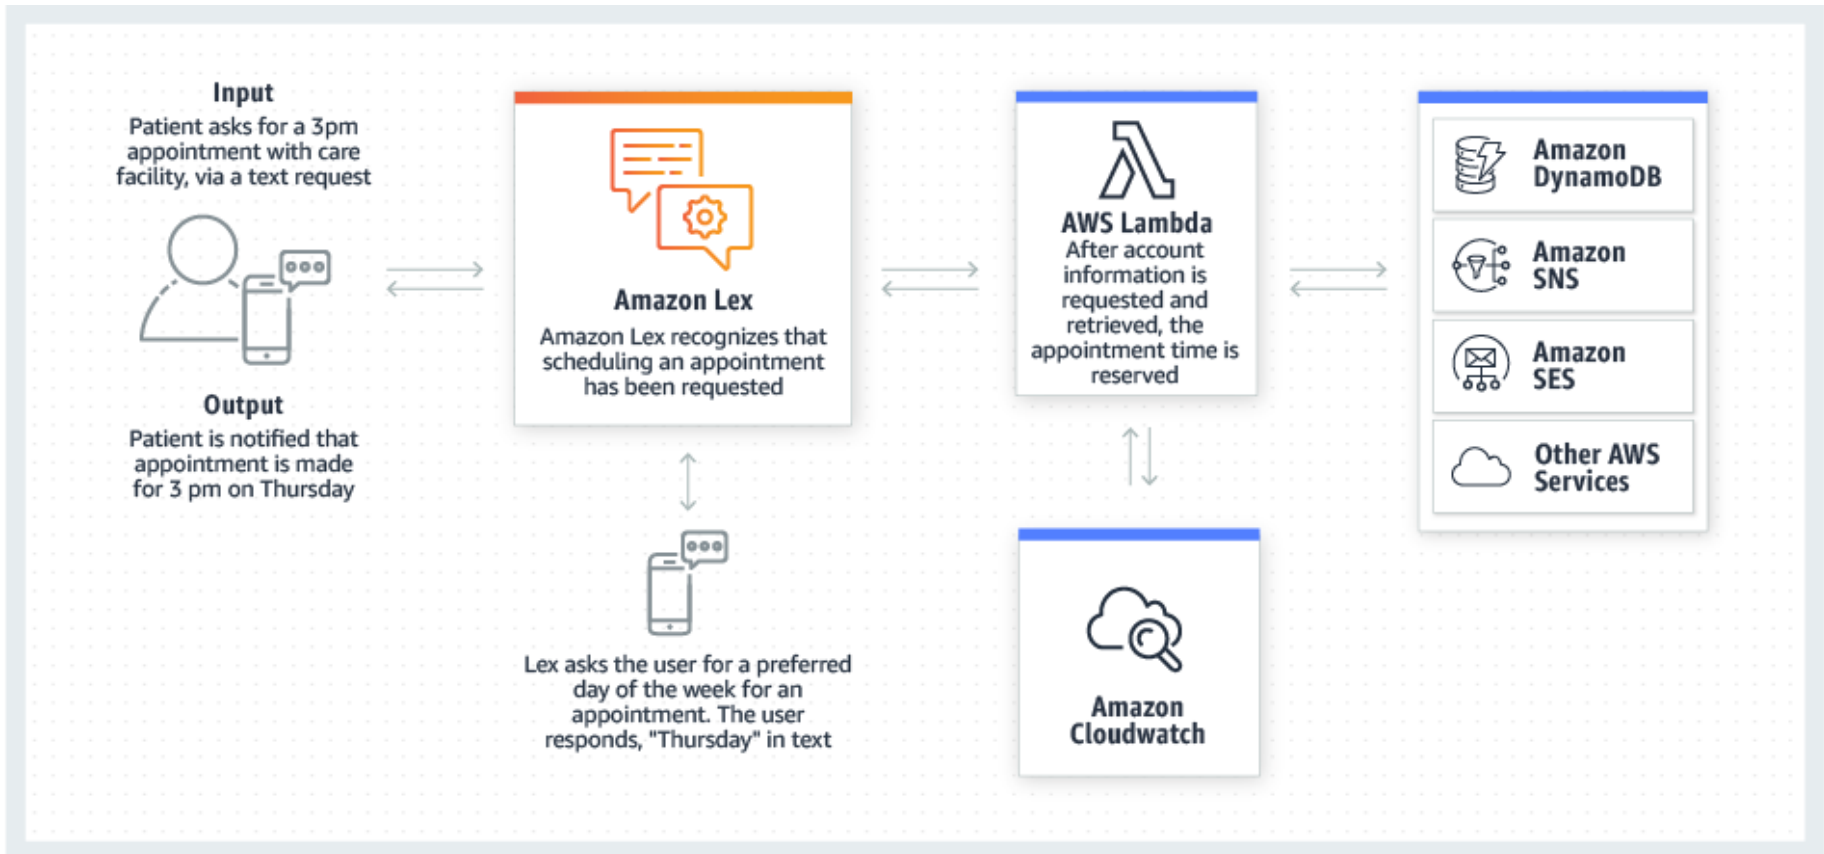 Input
Patient asks for a 3pm
appointment with care
facility, via a text request
Output
Patient is notified that
appointment is made
for 3 pm on Thursday
Amazon Lex
Amazon Lex recognizes that
scheduling an appointment
has been requested
Lex asks the user for a preferred
day of the week for an
appointment. The user
responds, "Thursday" in text
AWS Lambda
After account
information is
requested and
retrieved, the
appointment time is
reserved
Amazon
Cloudwatch
Amazon
DynamoDB
Amazon
SNS
Amazon
SES
Other AWS
Services